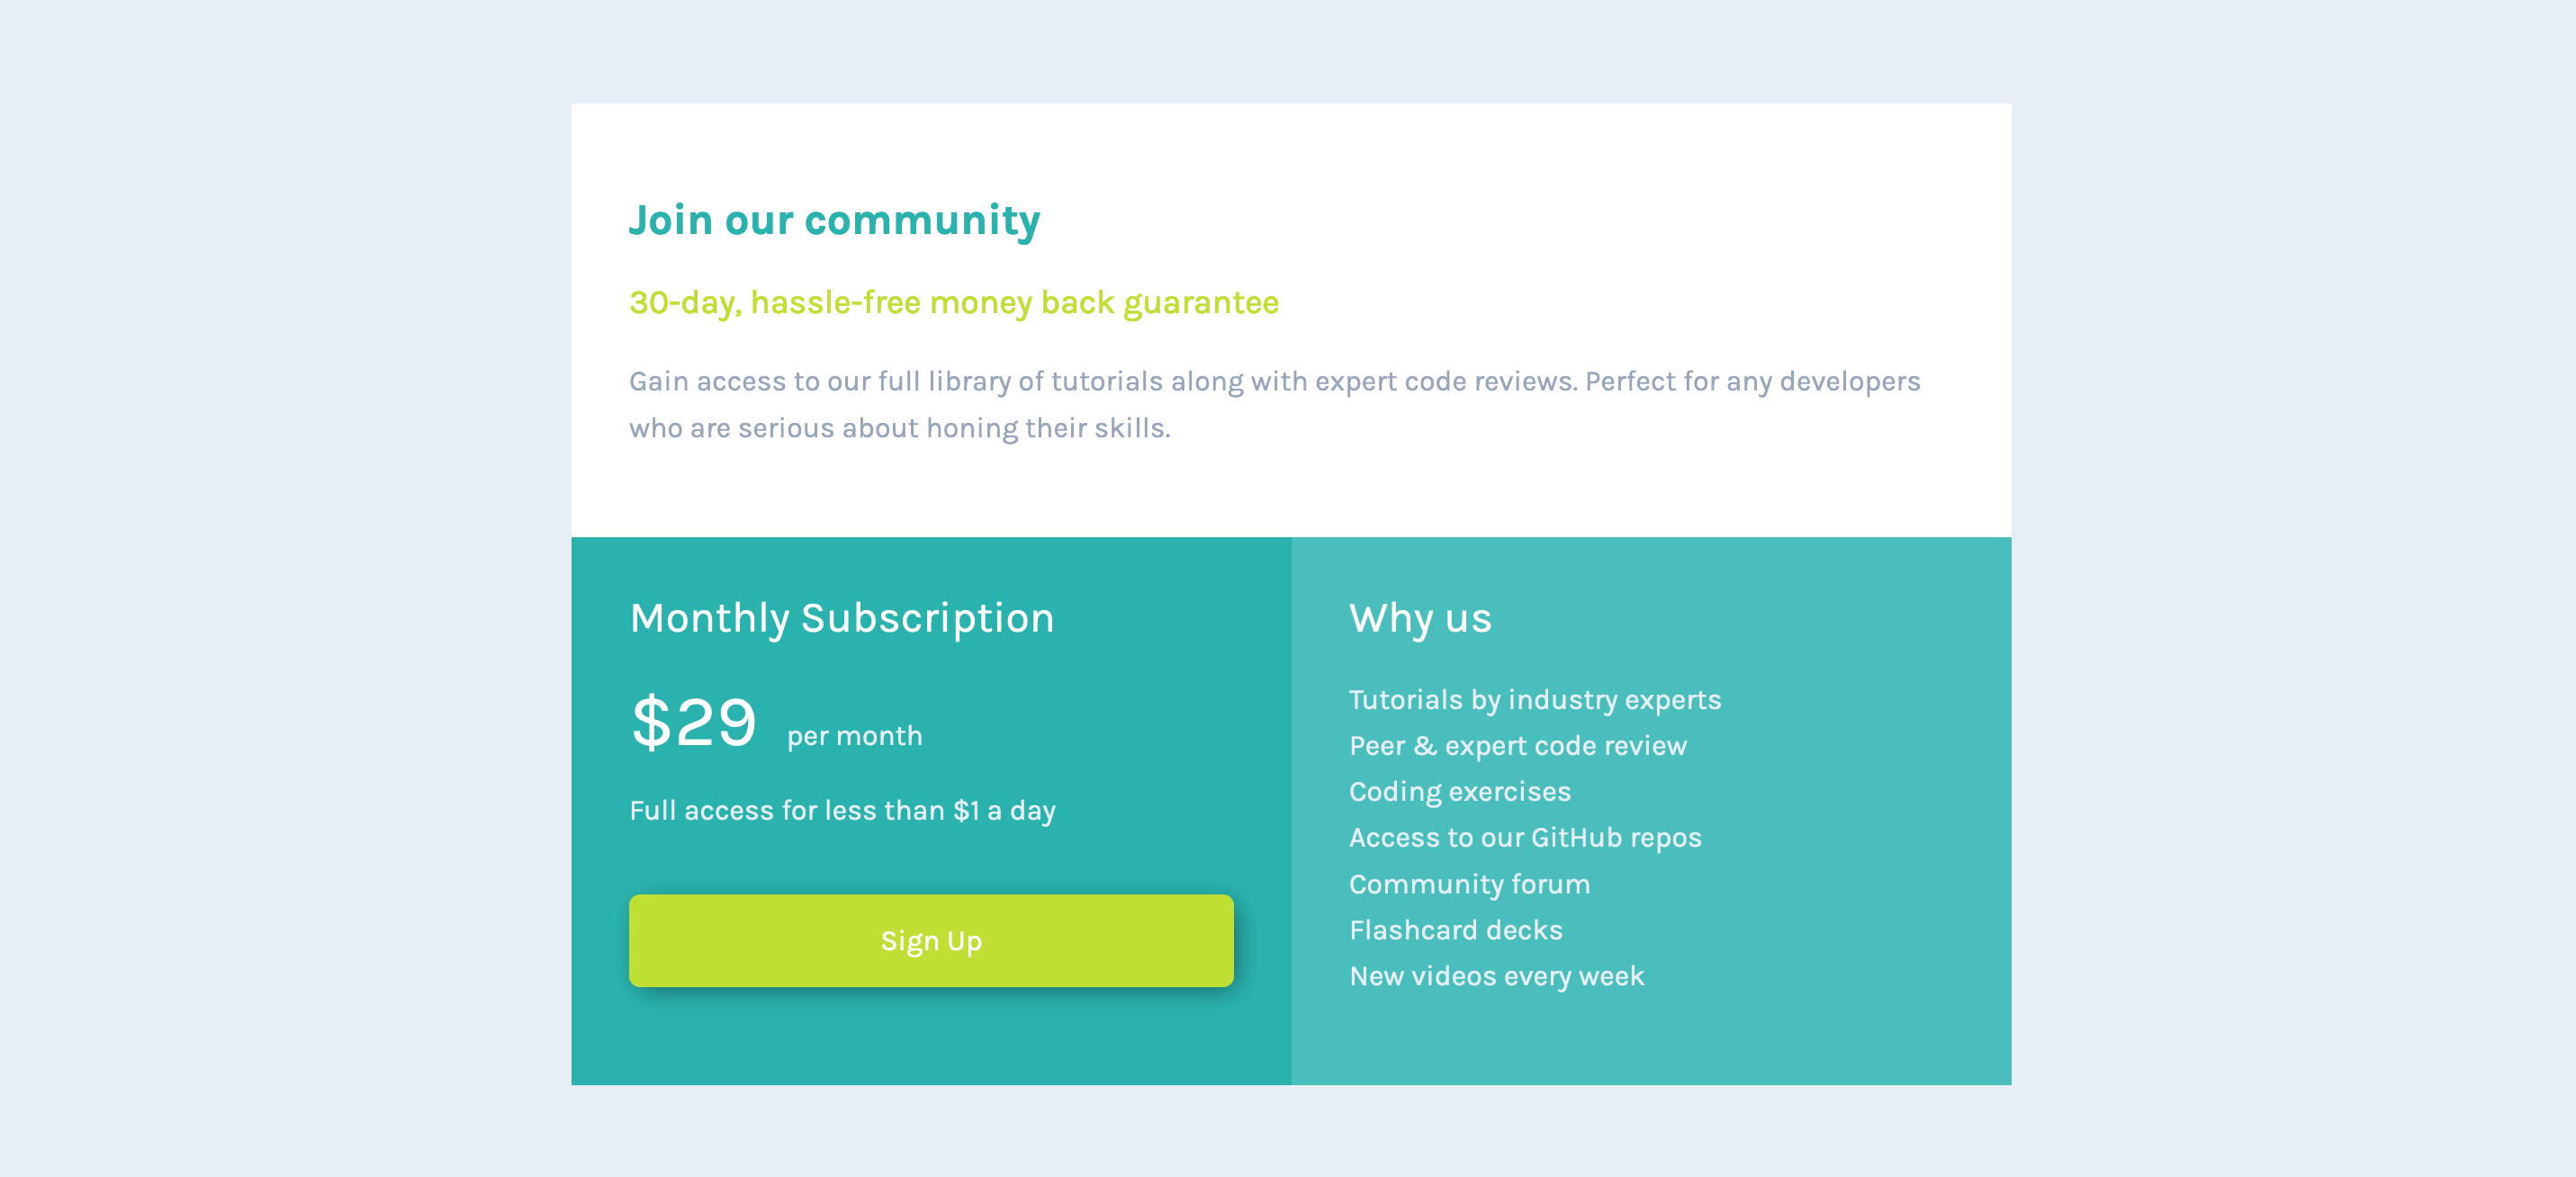 Join our community
30-day, hassle-free money back guarantee
Gain access to our full library of tutorials along with expert code reviews. Perfect for any developers
who are serious about honing their skills.
Monthly Subscription
$29 per month
Full access for less than $1 a day
Sign Up
Why us
Tutorials by industry experts
Peer & expert code review
Coding exercises
Access to our GitHub repos
Community forum
Flashcard decks
New videos every week